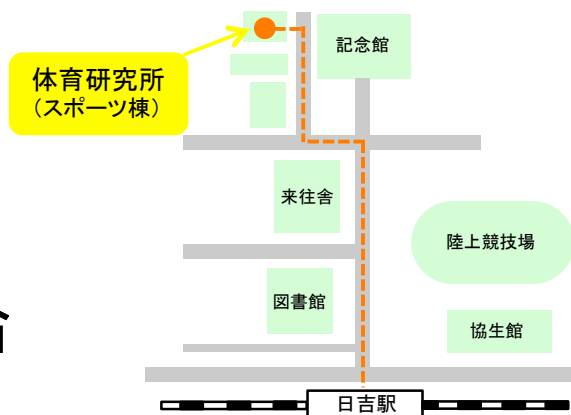 記念館
体育研究所
（スポーツ棟）
来往舎
陸上競技場
図書館
協生館
日吉駅